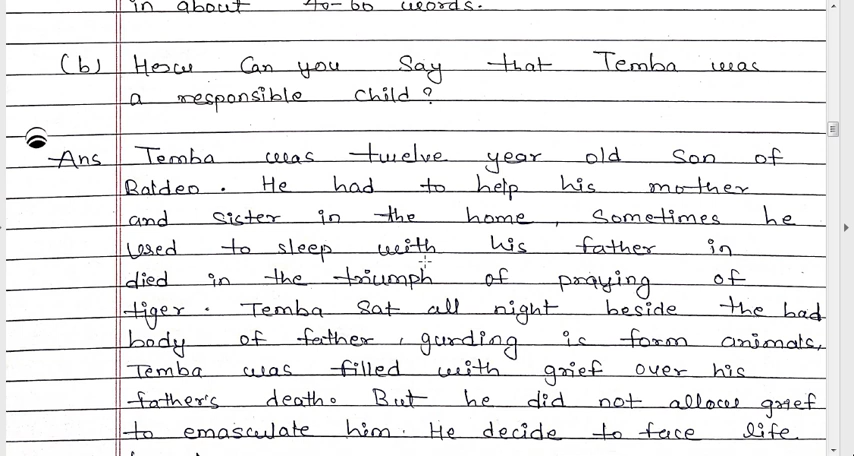 in about 40-60 words.
(b) How can you say that Temba was
a responsible child?
Ans Temba was twelve year old son of
Baldeo. He had to help his mother
and sister in the home, sometimes he
used to sleep with his father in
died in the triumph of praying of
tiger. Temba sat all night beside the bad
body of father, gurding is form animals,
Temba was filled with grief over his
father's death. But he did not allow grief
to emasculate him. He decide to face life